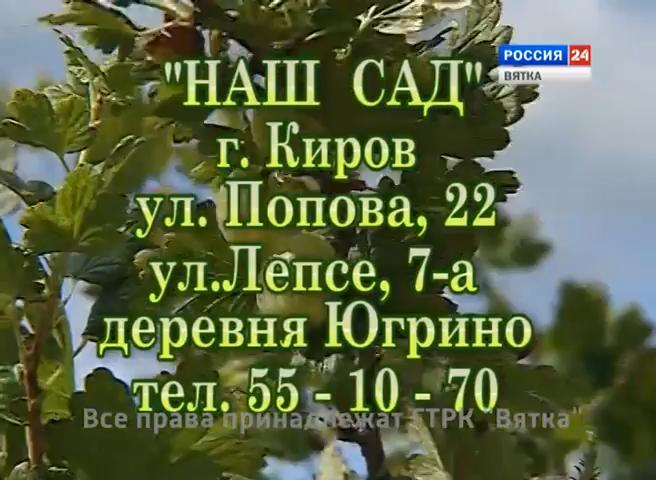 РОССИЯ 24
ВЯТКА
"НАШ САД"
г. Киров
ул. Попова, 22
ул.Лепсе, 7-а
деревня Югрино
тел. 55 - 10 - 70
Все права принадлежат ГТРК "Вятка"